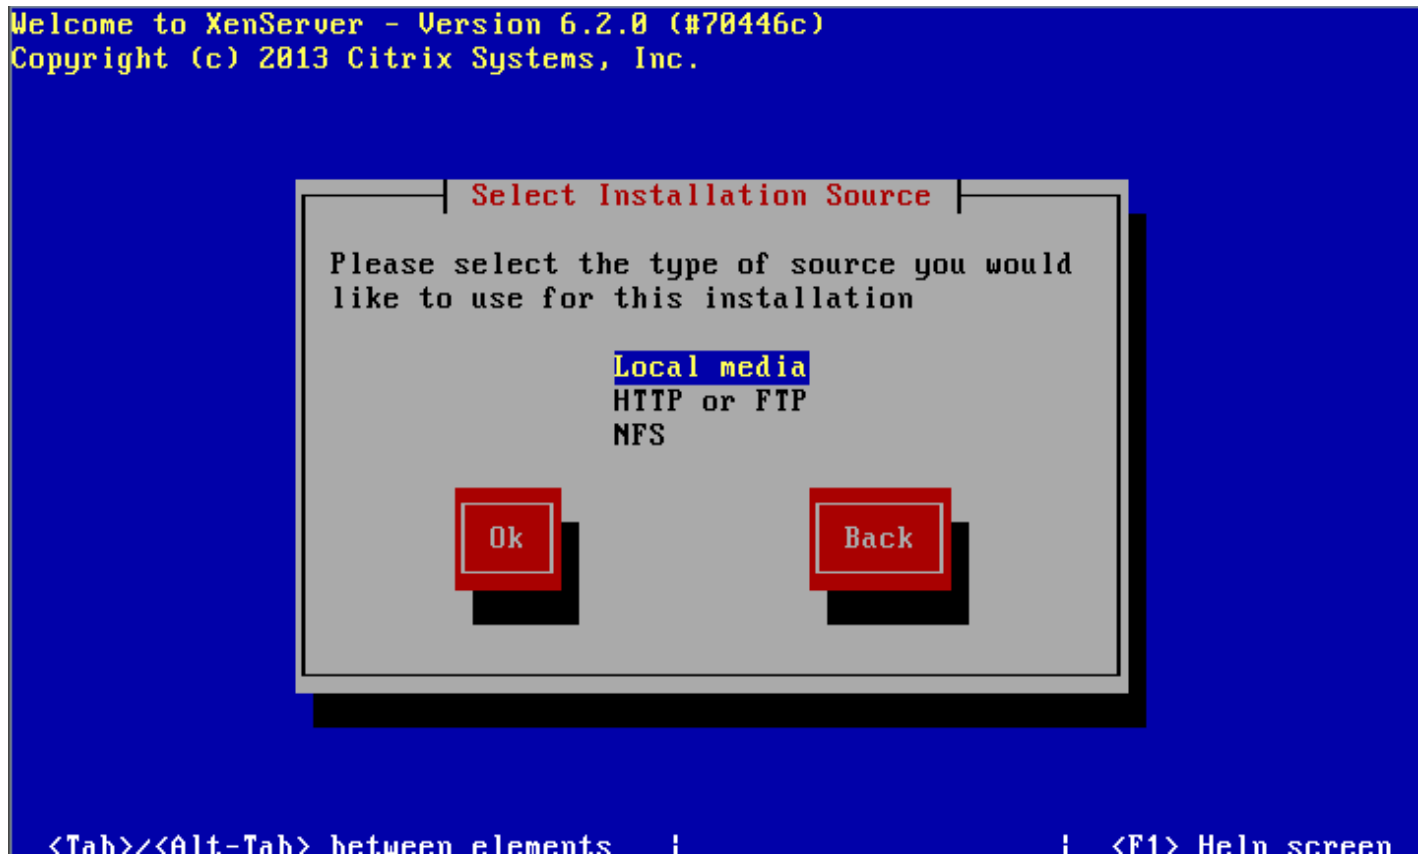 Welcome to XenServer - Version 6.2.0 (#70446c)
Copyright (c) 2013 Citrix Systems, Inc.
Select Installation Source
Please select the type of source you would
like to use for this installation
Local media
HTTP or FTP
NFS
Ok Back
<Tab>/<Alt-Tab> between elements | | <F1> Help screen